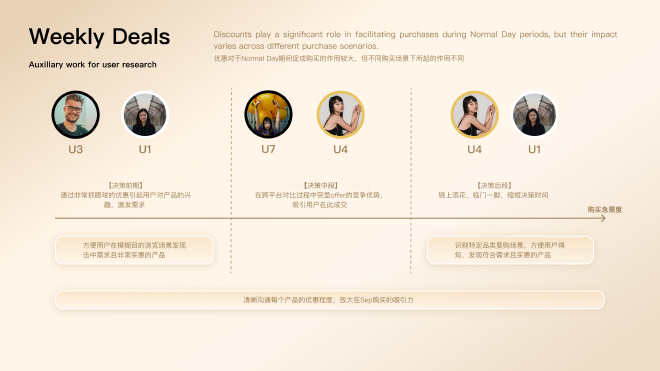 Weekly Deals
Auxiliary work for user research
Discounts play a significant role in facilitating purchases during Normal Day periods, but their impact
varies across different purchase scenarios.
优惠对于Normal Day期间促成购买的作用较大，但不同购买场景下所起的作用不同
U3
U1
U7
U4
U4
U1
【决策前期】
通过非常抓眼球的优惠引起用户对产品的兴
趣、激发需求
【决策中段】
在跨平台对比过程中突显offer的竞争优势，
吸引用户在此成交
【决策后段】
锦上添花、临门一脚，缩短决策时间
购买急需度
方便用户在模糊目的浏览场景发现
击中需求且非常实惠的产品
识别特定品类复购场景，方便用户得
知、发现符合需求且实惠的产品
清晰沟通每个产品的优惠程度，放大在Sep购买的吸引力